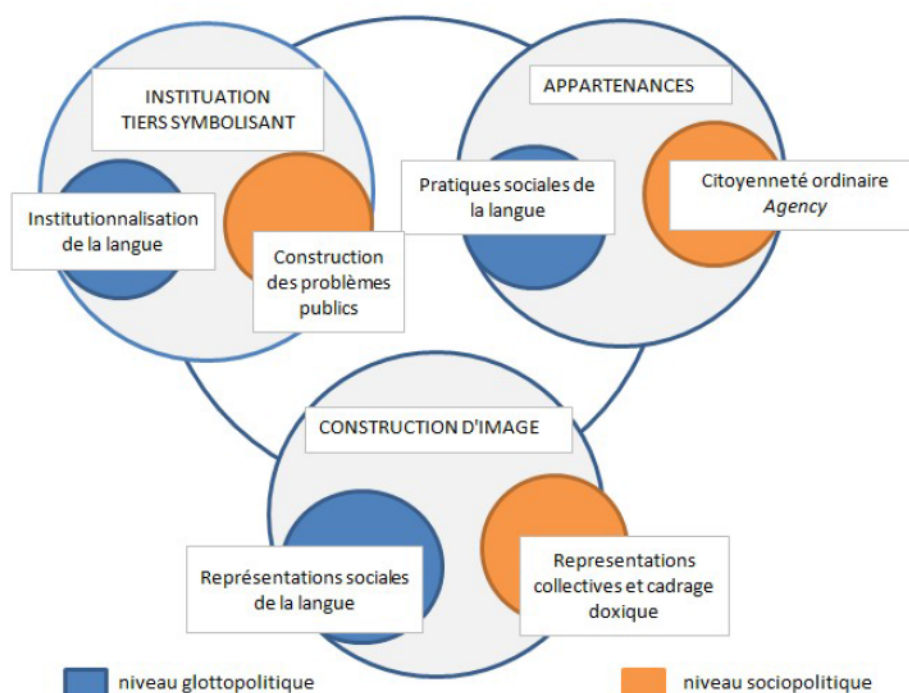 INSTITUATION
TIERS SYMBOLISANT
APPARTENANCES
Institutionnalisation
de la langue
Construction
des problèmes
publics
Pratiques sociales de
la langue
Citoyenneté ordinaire
Agency
CONSTRUCTION D'IMAGE
Représentations sociales
de la langue
Representations
collectives et cadrage
doxique
niveau glottopolitique
niveau sociopolitique